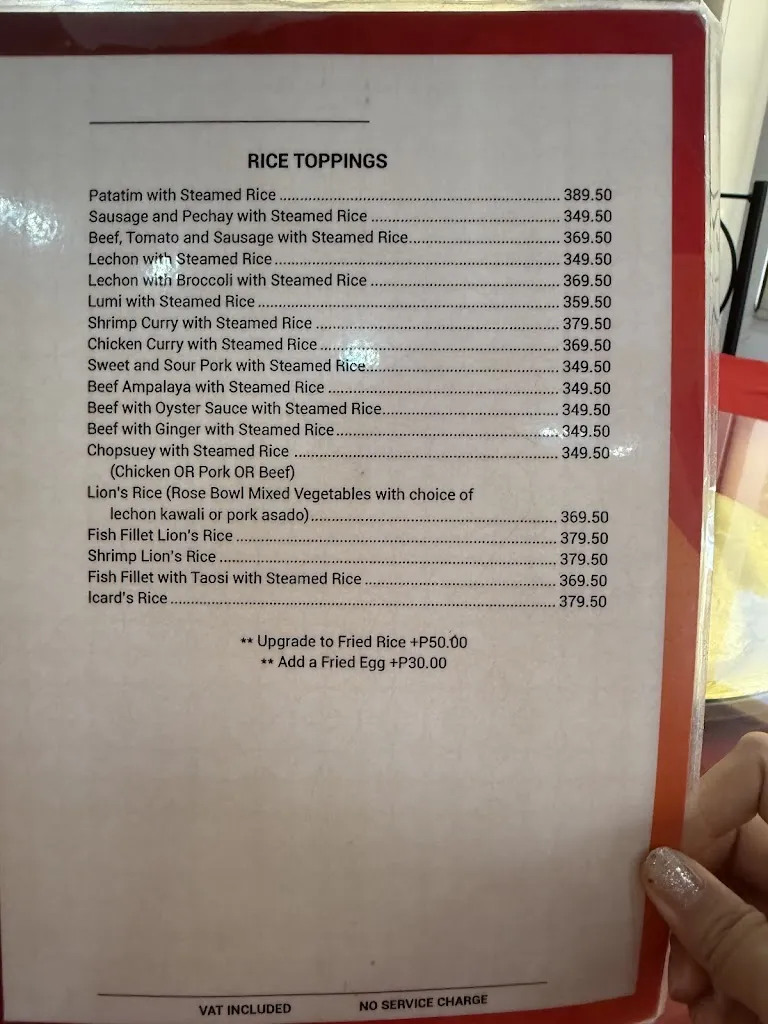 RICE TOPPINGS
Patatim with Steamed Rice ........ 389.50
Sausage and Pechay with Steamed Rice ........ 349.50
Beef, Tomato and Sausage with Steamed Rice ........ 369.50
Lechon with Steamed Rice ........ 349.50
Lechon with Broccoli with Steamed Rice ........ 369.50
Lumi with Steamed Rice ........ 359.50
Shrimp Curry with Steamed Rice ........ 379.50
Chicken Curry with Steamed Rice ........ 369.50
Sweet and Sour Pork with Steamed Rice ........ 349.50
Beef Ampalaya with Steamed Rice ........ 349.50
Beef with Oyster Sauce with Steamed Rice ........ 349.50
Beef with Ginger with Steamed Rice ........ 349.50
Chopsuey with Steamed Rice ........ 349.50
(Chicken OR Pork OR Beef)
Lion's Rice (Rose Bowl Mixed Vegetables with choice of
lechon kawali or pork asado) ........ 369.50
Fish Fillet Lion's Rice ........ 379.50
Shrimp Lion's Rice ........ 379.50
Fish Fillet with Taosi with Steamed Rice ........ 369.50
Icard's Rice ........ 379.50
** Upgrade to Fried Rice +P50.00
** Add a Fried Egg +P30.00
VAT INCLUDED NO SERVICE CHARGE